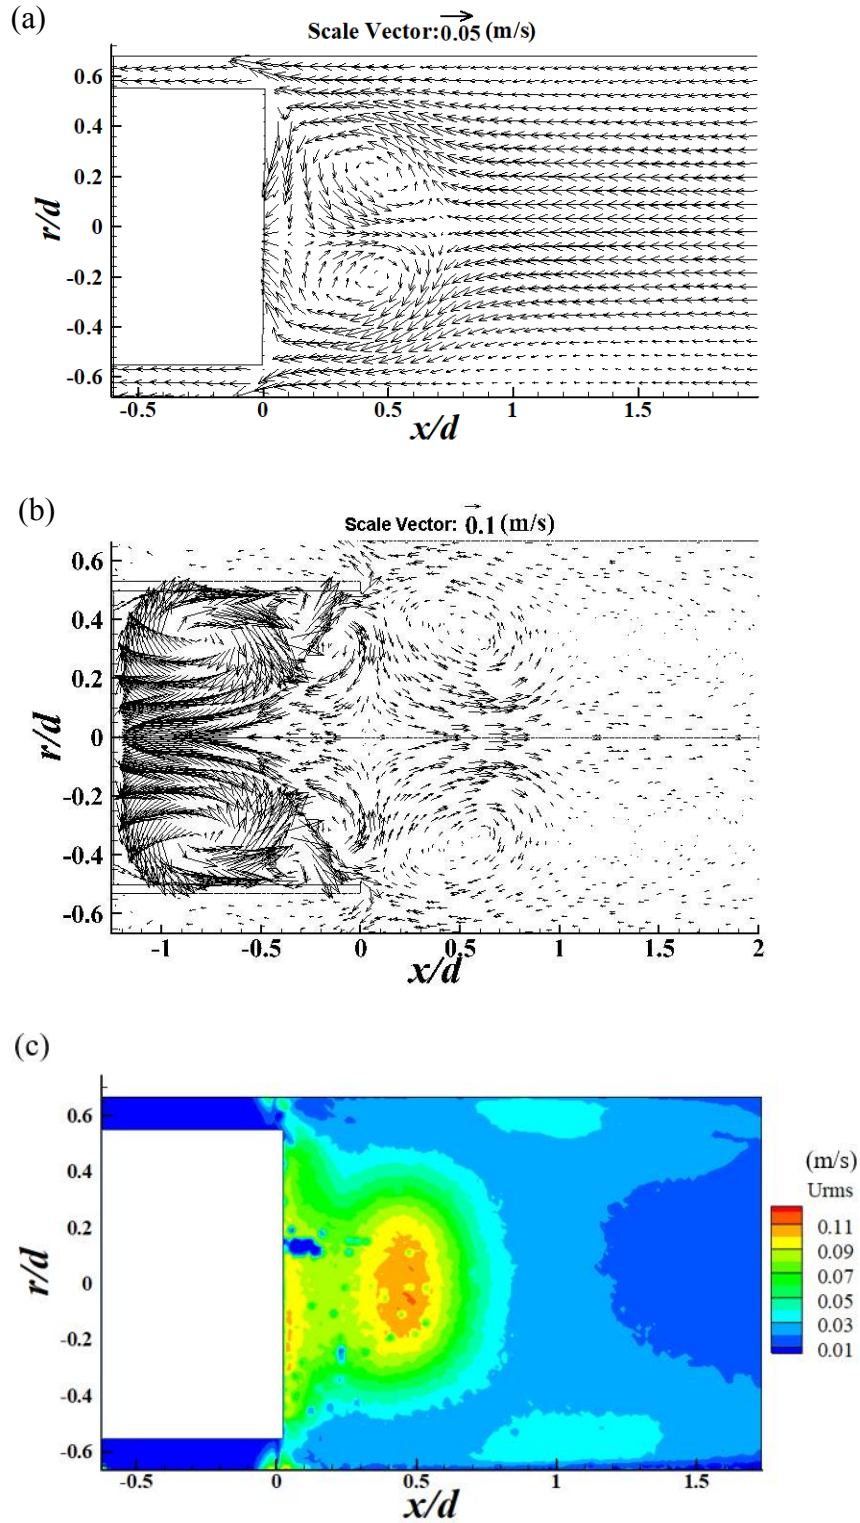 (a)
Scale Vector: 0.05 (m/s)
0.6
0.4
0.2
0
-0.2
-0.4
-0.6
r/d
-0.5 0 0.5 1 1.5
x/d
(b)
Scale Vector: 0.1 (m/s)
0.6
0.4
0.2
0
-0.2
-0.4
-0.6
r/d
-1 -0.5 0 0.5 1 1.5 2
x/d
(c)
0.6
0.4
0.2
0
-0.2
-0.4
-0.6
r/d
-0.5 0 0.5 1 1.5
x/d
(m/s)
Urms
0.11
0.09
0.07
0.05
0.03
0.01